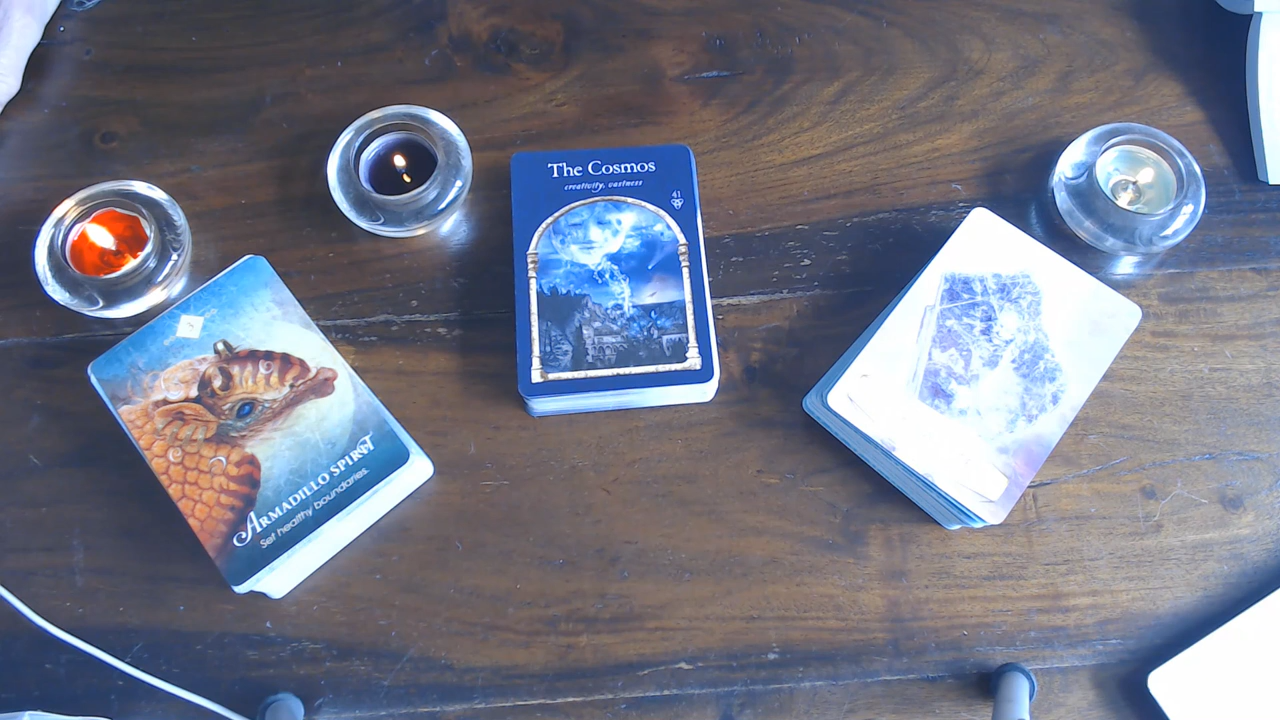 The Cosmos
creativity, vastness
41
ARMADILLO SPIRIT
Set healthy boundaries.